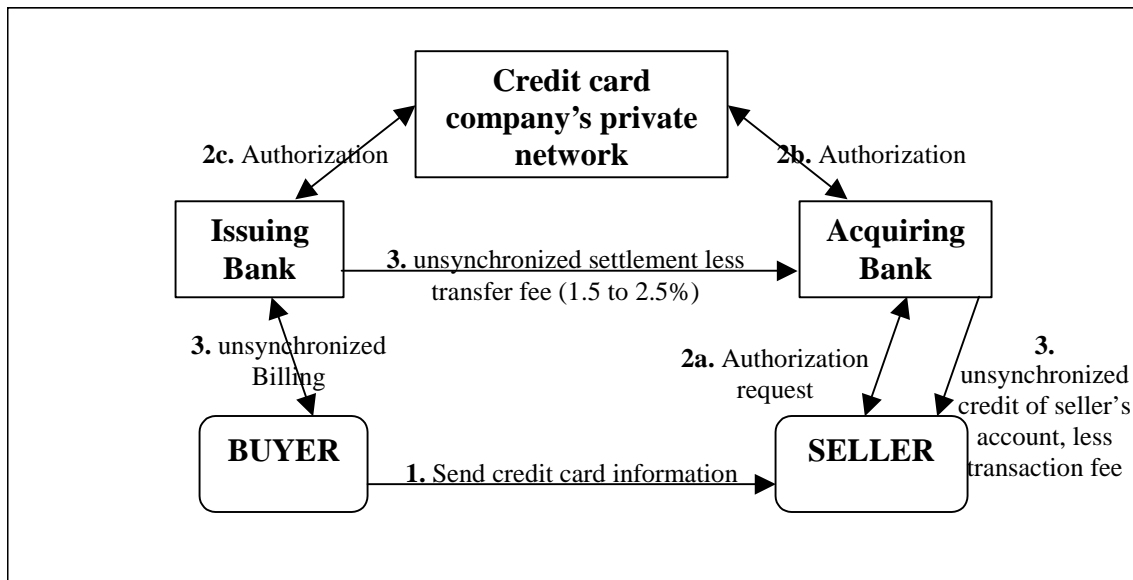 Credit card
company’s private
network
2c. Authorization
2b. Authorization
Issuing
Bank
Acquiring
Bank
3. unsynchronized settlement less
transfer fee (1.5 to 2.5%)
3. unsynchronized
Billing
2a. Authorization
request
3.
unsynchronized
credit of seller’s
account, less
transaction fee
BUYER
SELLER
1. Send credit card information